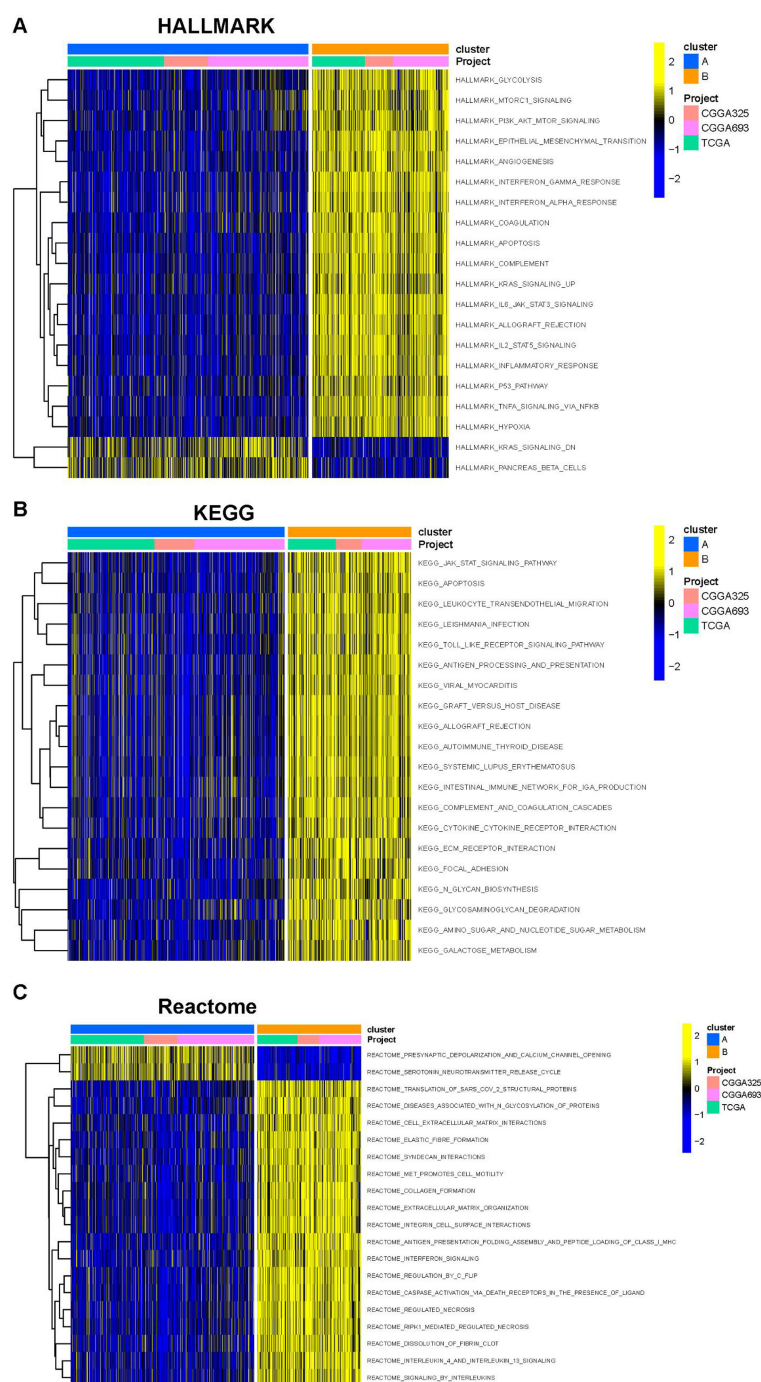 A
HALLMARK
cluster
Project
HALLMARK_GLYCOLYSIS
HALLMARK_MTORC1_SIGNALING
HALLMARK_PI3K_AKT_MTOR_SIGNALING
HALLMARK_EPITHELIAL_MESENCHYMAL_TRANSITION
HALLMARK_ANGIOGENESIS
HALLMARK_INTERFERON_GAMMA_RESPONSE
HALLMARK_INTERFERON_ALPHA_RESPONSE
HALLMARK_COAGULATION
HALLMARK_APOPTOSIS
HALLMARK_COMPLEMENT
HALLMARK_KRAS_SIGNALING_UP
HALLMARK_IL6_JAK_STAT3_SIGNALING
HALLMARK_ALLOGRAFT_REJECTION
HALLMARK_IL2_STAT5_SIGNALING
HALLMARK_INFLAMMATORY_RESPONSE
HALLMARK_P53_PATHWAY
HALLMARK_TNFA_SIGNALING_VIA_NFKB
HALLMARK_HYPOXIA
HALLMARK_KRAS_SIGNALING_DN
HALLMARK_PANCREAS_BETA_CELLS
2
1
0
−1
−2
cluster
A
B
Project
CGGA325
CGGA693
TCGA
B
KEGG
cluster
Project
KEGG_JAK_STAT_SIGNALING_PATHWAY
KEGG_APOPTOSIS
KEGG_LEUKOCYTE_TRANSENDOTHELIAL_MIGRATION
KEGG_LEISHMANIA_INFECTION
KEGG_TOLL_LIKE_RECEPTOR_SIGNALING_PATHWAY
KEGG_ANTIGEN_PROCESSING_AND_PRESENTATION
KEGG_VIRAL_MYOCARDITIS
KEGG_GRAFT_VERSUS_HOST_DISEASE
KEGG_ALLOGRAFT_REJECTION
KEGG_AUTOIMMUNE_THYROID_DISEASE
KEGG_SYSTEMIC_LUPUS_ERYTHEMATOSUS
KEGG_INTESTINAL_IMMUNE_NETWORK_FOR_IGA_PRODUCTION
KEGG_COMPLEMENT_AND_COAGULATION_CASCADES
KEGG_CYTOKINE_CYTOKINE_RECEPTOR_INTERACTION
KEGG_ECM_RECEPTOR_INTERACTION
KEGG_FOCAL_ADHESION
KEGG_N_GLYCAN_BIOSYNTHESIS
KEGG_GLYCOSAMINOGLYCAN_DEGRADATION
KEGG_AMINO_SUGAR_AND_NUCLEOTIDE_SUGAR_METABOLISM
KEGG_GALACTOSE_METABOLISM
2
1
0
−1
−2
cluster
A
B
Project
CGGA325
CGGA693
TCGA
C
Reactome
cluster
Project
REACTOME_PRESYNAPTIC_DEPOLARIZATION_AND_CALCIUM_CHANNEL_OPENING
REACTOME_SEROTONIN_NEUROTRANSMITTER_RELEASE_CYCLE
REACTOME_TRANSLATION_OF_SARS_COV_2_STRUCTURAL_PROTEINS
REACTOME_DISEASES_ASSOCIATED_WITH_N_GLYCOSYLATION_OF_PROTEINS
REACTOME_CELL_EXTRACELLULAR_MATRIX_INTERACTIONS
REACTOME_ELASTIC_FIBRE_FORMATION
REACTOME_SYNDECAN_INTERACTIONS
REACTOME_MET_PROMOTES_CELL_MOTILITY
REACTOME_COLLAGEN_FORMATION
REACTOME_EXTRACELLULAR_MATRIX_ORGANIZATION
REACTOME_INTEGRIN_CELL_SURFACE_INTERACTIONS
REACTOME_ANTIGEN_PRESENTATION_FOLDING_ASSEMBLY_AND_PEPTIDE_LOADING_OF_CLASS_I_MHC
REACTOME_INTERFERON_SIGNALING
REACTOME_REGULATION_BY_C_FLIP
REACTOME_CASPASE_ACTIVATION_VIA_DEATH_RECEPTORS_IN_THE_PRESENCE_OF_LIGAND
REACTOME_REGULATED_NECROSIS
REACTOME_RIPK1_MEDIATED_REGULATED_NECROSIS
REACTOME_DISSOLUTION_OF_FIBRIN_CLOT
REACTOME_INTERLEUKIN_4_AND_INTERLEUKIN_13_SIGNALING
REACTOME_SIGNALING_BY_INTERLEUKINS
2
1
0
−1
−2
cluster
A
B
Project
CGGA325
CGGA693
TCGA